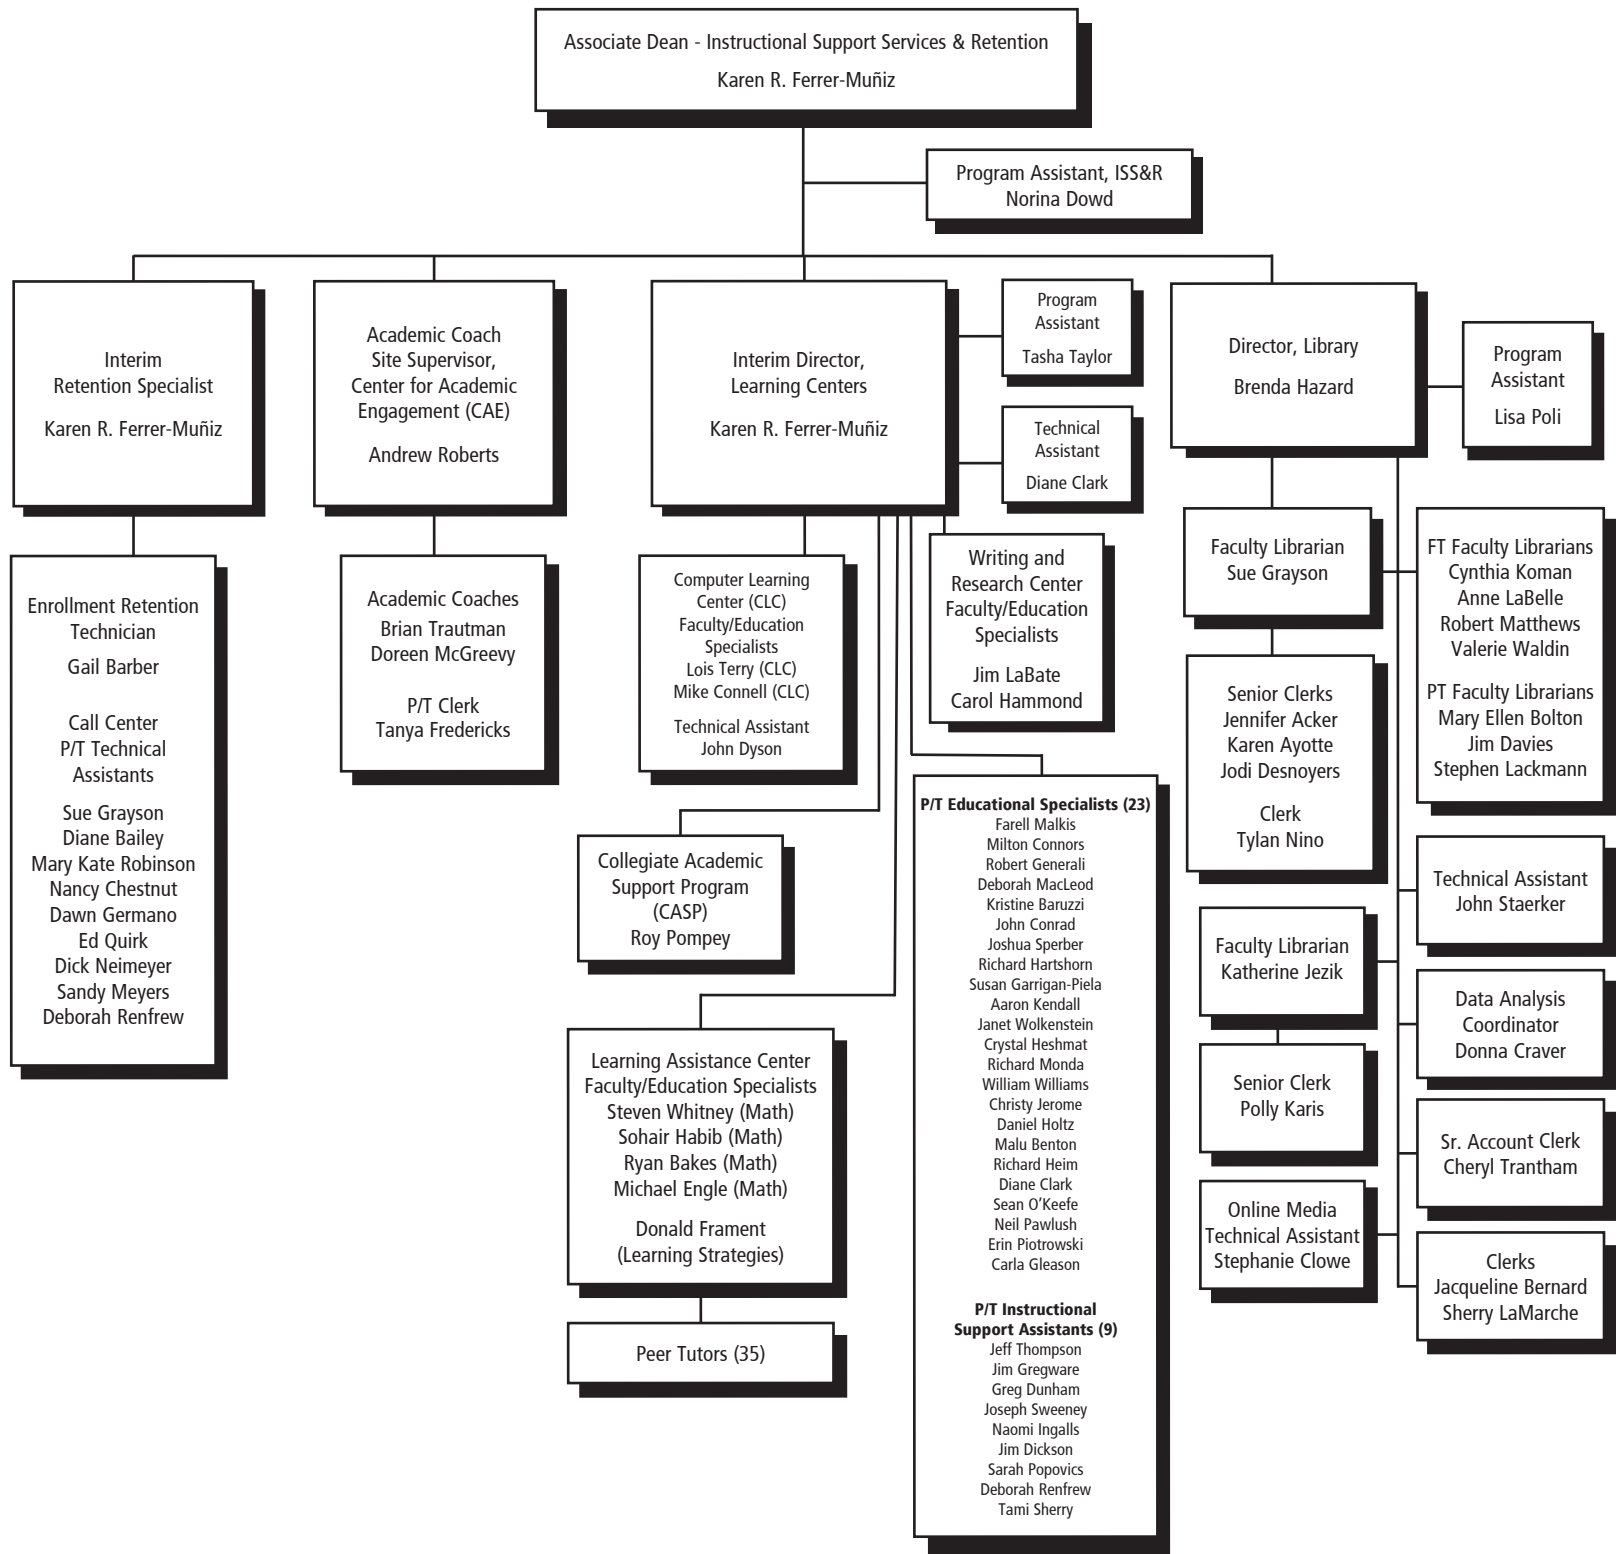 Associate Dean - Instructional Support Services & Retention
Karen R. Ferrer-Muñiz
Program Assistant, ISS&R
Norina Dowd
Interim
Retention Specialist
Karen R. Ferrer-Muñiz
Academic Coach
Site Supervisor,
Center for Academic
Engagement (CAE)
Andrew Roberts
Interim Director,
Learning Centers
Karen R. Ferrer-Muñiz
Program
Assistant
Tasha Taylor
Technical
Assistant
Diane Clark
Director, Library
Brenda Hazard
Program
Assistant
Lisa Poli
Enrollment Retention
Technician
Gail Barber
Call Center
P/T Technical
Assistants
Sue Grayson
Diane Bailey
Mary Kate Robinson
Nancy Chestnut
Dawn Germano
Ed Quirk
Dick Neimeyer
Sandy Meyers
Deborah Renfrew
Academic Coaches
Brian Trautman
Doreen McGreevy
P/T Clerk
Tanya Fredericks
Computer Learning
Center (CLC)
Faculty/Education
Specialists
Lois Terry (CLC)
Mike Connell (CLC)
Technical Assistant
John Dyson
Writing and
Research Center
Faculty/Education
Specialists
Jim LaBate
Carol Hammond
Collegiate Academic
Support Program
(CASP)
Roy Pompey
Learning Assistance Center
Faculty/Education Specialists
Steven Whitney (Math)
Sohair Habib (Math)
Ryan Bakes (Math)
Michael Engle (Math)
Donald Frament
(Learning Strategies)
Peer Tutors (35)
P/T Educational Specialists (23)
Farell Malkis
Milton Connors
Robert Generali
Deborah MacLeod
Kristine Baruzzi
John Conrad
Joshua Sperber
Richard Hartshorn
Susan Garrigan-Piela
Aaron Kendall
Janet Wolkenstein
Crystal Heshmat
Richard Monda
William Williams
Christy Jerome
Daniel Holtz
Malu Benton
Richard Heim
Diane Clark
Sean O'Keefe
Neil Pawlush
Erin Piotrowski
Carla Gleason
P/T Instructional
Support Assistants (9)
Jeff Thompson
Jim Gregware
Greg Dunham
Joseph Sweeney
Naomi Ingalls
Jim Dickson
Sarah Popovics
Deborah Renfrew
Tami Sherry
Faculty Librarian
Sue Grayson
Senior Clerks
Jennifer Acker
Karen Ayotte
Jodi Desnoyers
Clerk
Tylan Nino
Faculty Librarian
Katherine Jezik
Senior Clerk
Polly Karis
Online Media
Technical Assistant
Stephanie Clowe
FT Faculty Librarians
Cynthia Koman
Anne LaBelle
Robert Matthews
Valerie Waldin
PT Faculty Librarians
Mary Ellen Bolton
Jim Davies
Stephen Lackmann
Technical Assistant
John Staerker
Data Analysis
Coordinator
Donna Craver
Sr. Account Clerk
Cheryl Trantham
Clerks
Jacqueline Bernard
Sherry LaMarche